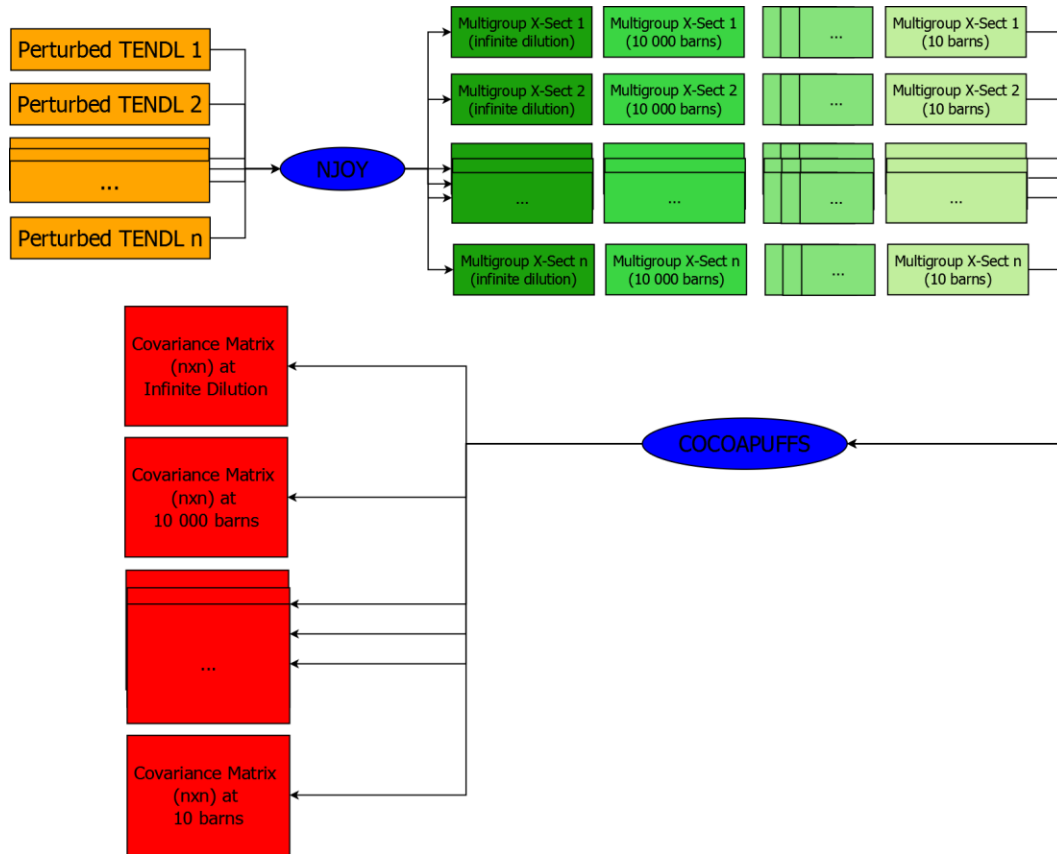 Perturbed TENDL 1
Perturbed TENDL 2
...
Perturbed TENDL n
NJOY
Multigroup X-Sect 1
(infinite dilution)
Multigroup X-Sect 1
(10 000 barns)
...
Multigroup X-Sect 1
(10 barns)
Multigroup X-Sect 2
(infinite dilution)
Multigroup X-Sect 2
(10 000 barns)
...
Multigroup X-Sect 2
(10 barns)
...
...
...
...
Multigroup X-Sect n
(infinite dilution)
Multigroup X-Sect n
(10 000 barns)
...
Multigroup X-Sect n
(10 barns)
COCOAPUFFS
Covariance Matrix
(nxn) at
Infinite Dilution
Covariance Matrix
(nxn) at
10 000 barns
...
Covariance Matrix
(nxn) at
10 barns